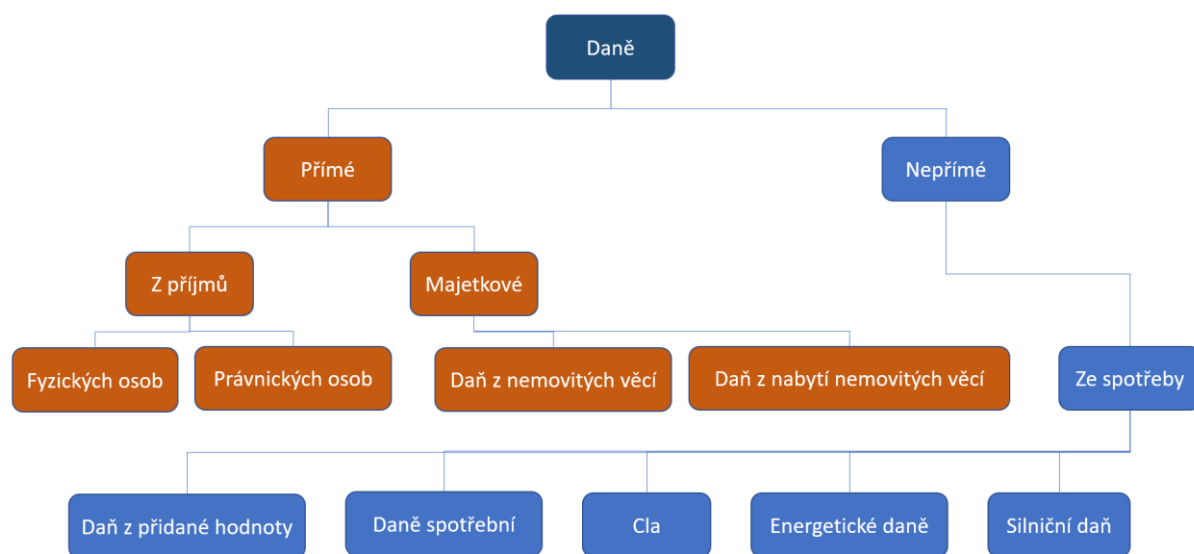 Daně
Přímé
Nepřímé
Z příjmů
Majetkové
Fyzických osob
Právnických osob
Daň z nemovitých věcí
Daň z nabytí nemovitých věcí
Ze spotřeby
Daň z přidané hodnoty
Daně spotřební
Cla
Energetické daně
Silniční daň